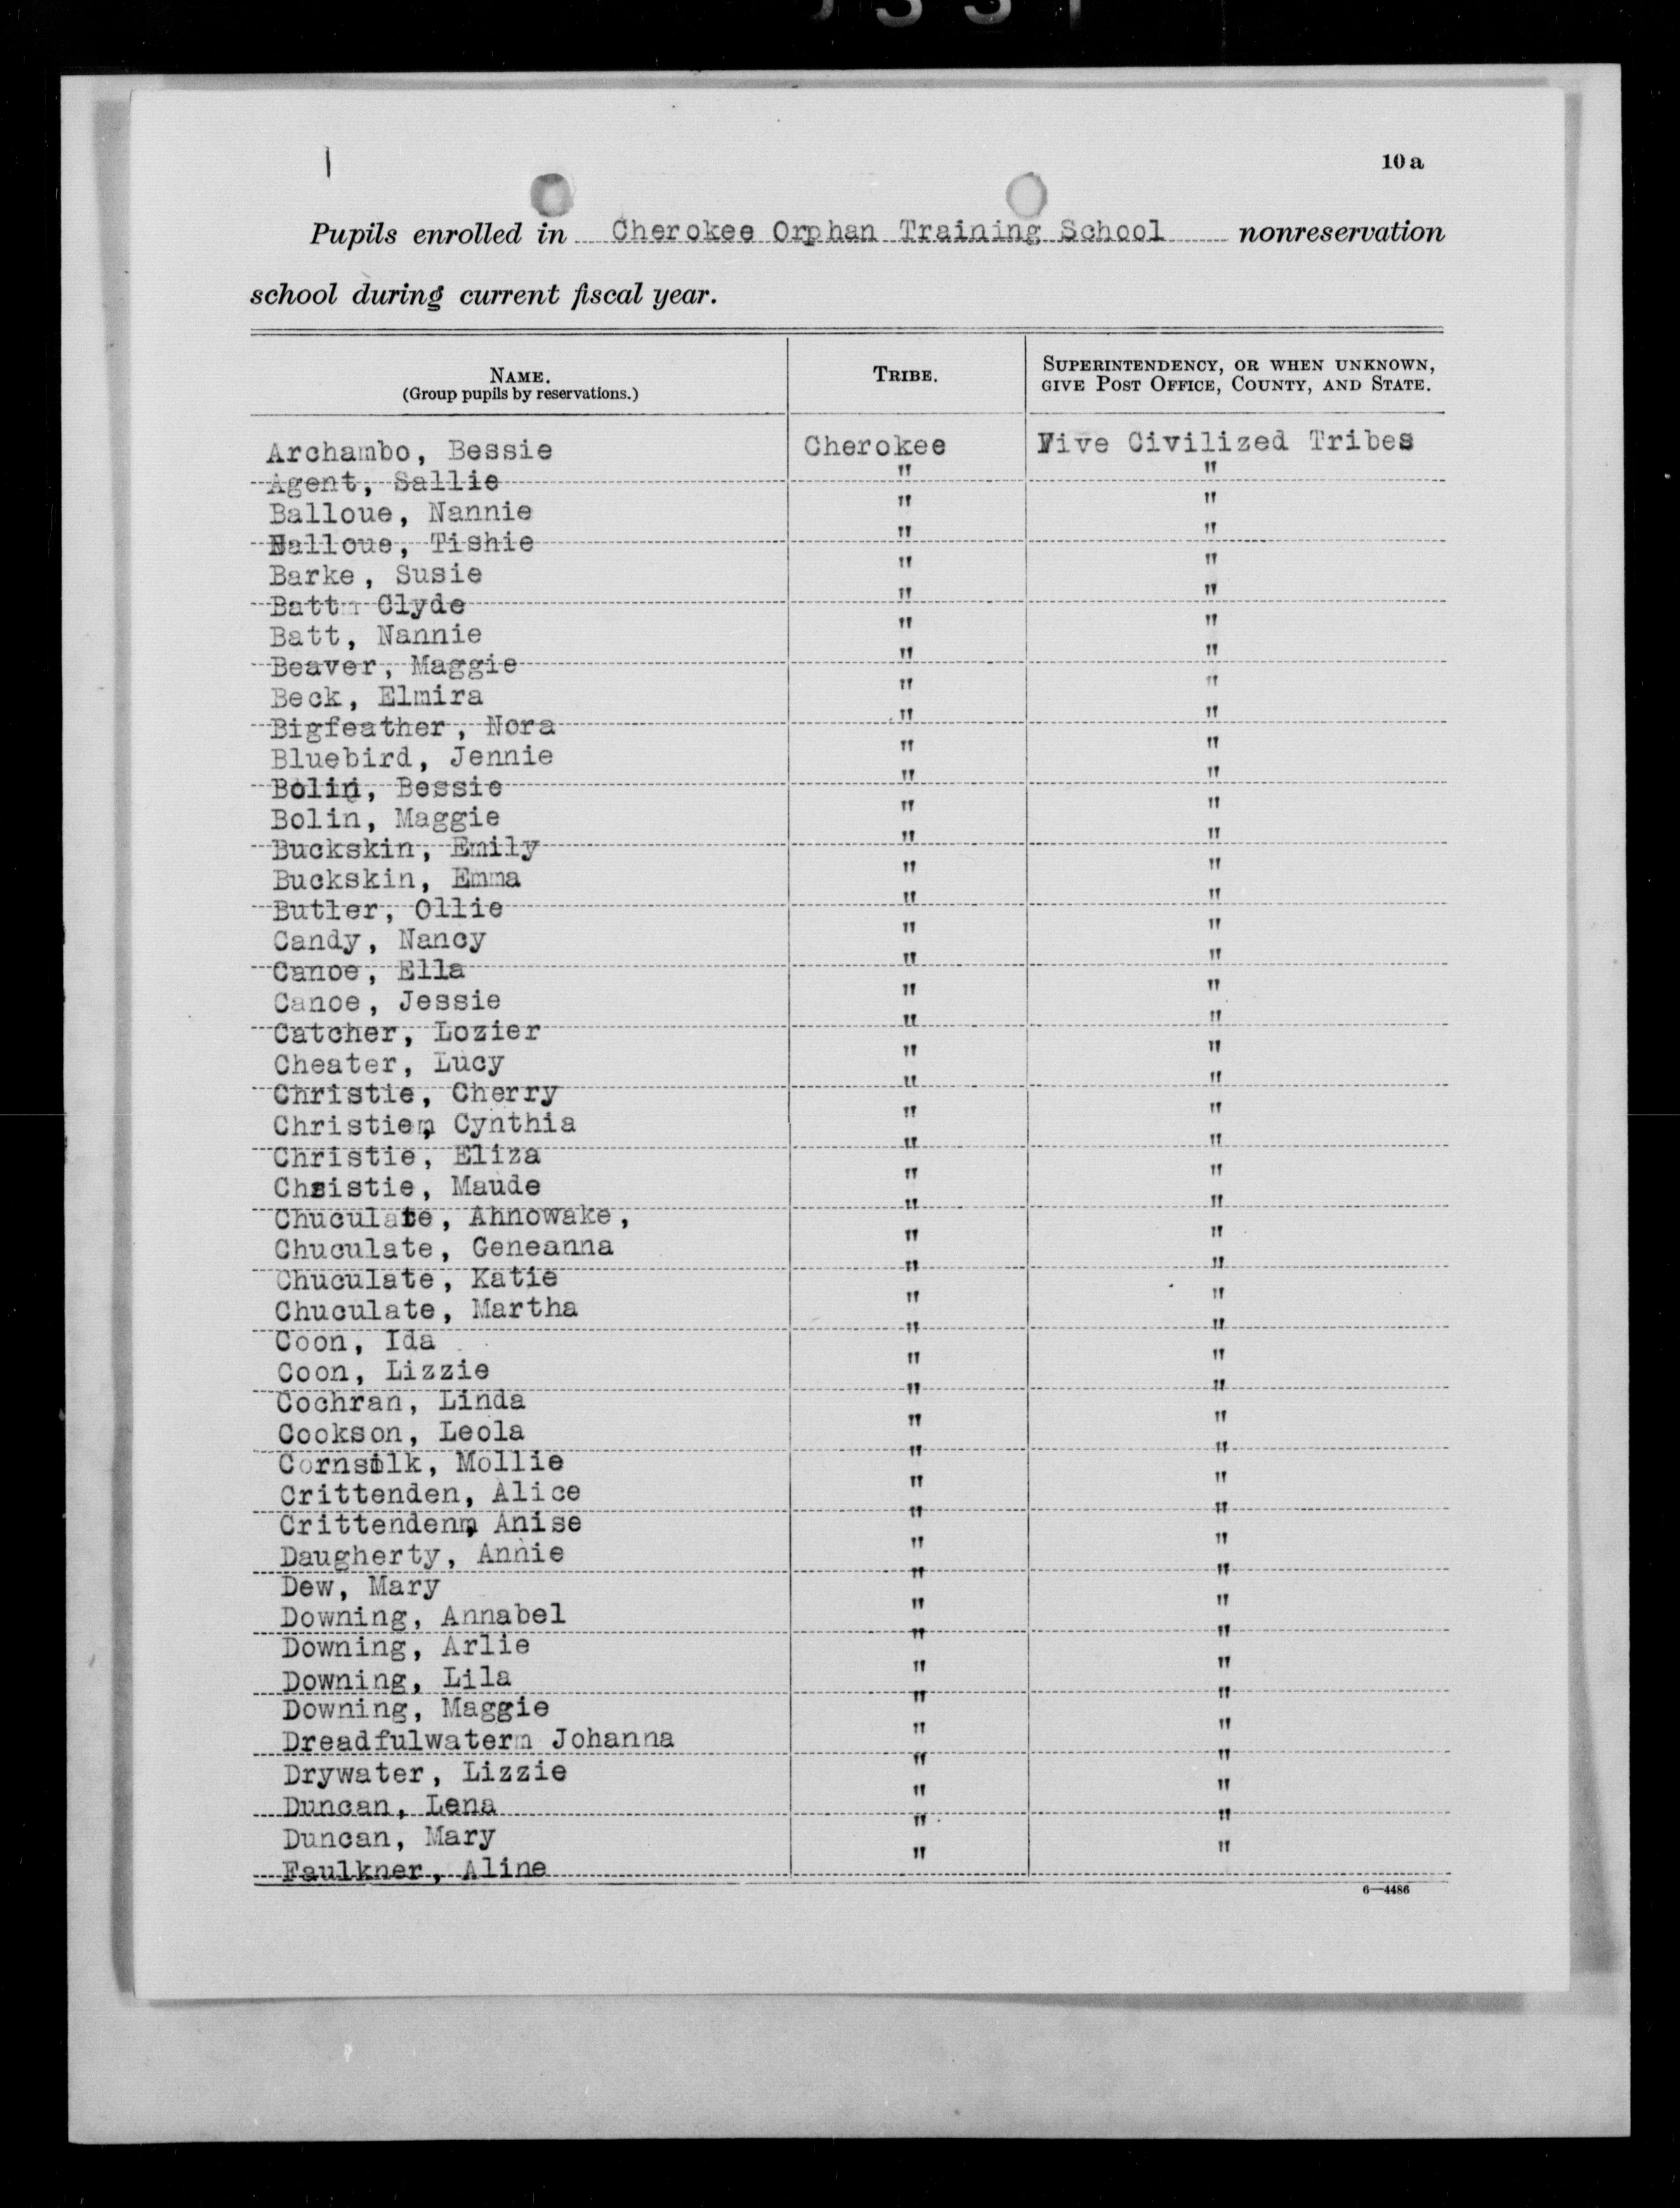 10a
Pupils enrolled in Cherokee Orphan Training School nonreservation
school during current fiscal year.
NAME. TRIBE. SUPERINTENDENCY, OR WHEN UNKNOWN,
(Group pupils by reservations.) GIVE POST OFFICE, COUNTY, AND STATE.
Archambo, Bessie Cherokee Five Civilized Tribes
Agent, Sallie " "
Balloue, Nannie " "
Balloue, Tishie " "
Barke, Susie " "
Batt, Clyde " "
Batt, Nannie " "
Beaver, Maggie " "
Beck, Elmira " "
Bigfeather, Nora " "
Bluebird, Jennie " "
Bolin, Bessie " "
Bolin, Maggie " "
Buckskin, Emily " "
Buckskin, Emma " "
Butler, Ollie " "
Candy, Nancy " "
Canoe, Ella " "
Canoe, Jessie " "
Catcher, Lozier " "
Cheater, Lucy " "
Christie, Cherry " "
Christiem, Cynthia " "
Christie, Eliza " "
Christie, Maude " "
Chuculate, Ahnowake, " "
Chuculate, Geneanna " "
Chuculate, Katie " "
Chuculate, Martha " "
Coon, Ida " "
Coon, Lizzie " "
Cochran, Linda " "
Cookson, Leola " "
Cornsilk, Mollie " "
Crittenden, Alice " "
Crittendenm, Anise " "
Daugherty, Annie " "
Dew, Mary " "
Downing, Annabel " "
Downing, Arlie " "
Downing, Lila " "
Downing, Maggie " "
Dreadfulwaterm Johanna " "
Drywater, Lizzie " "
Duncan, Lena " "
Duncan, Mary " "
Faulkner, Aline " "
6—4486